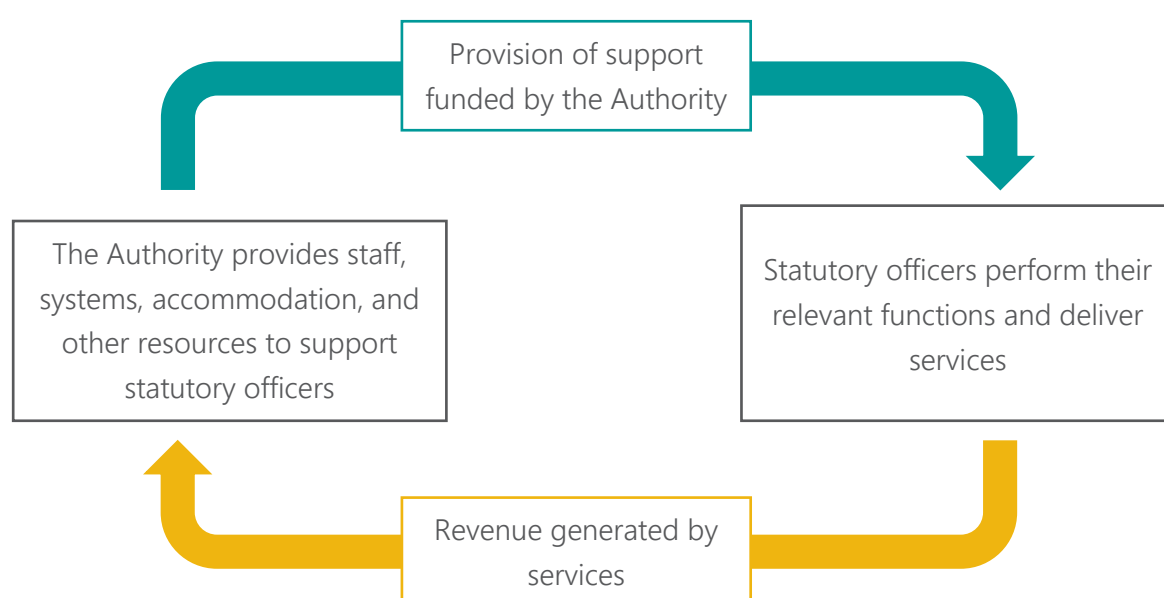 Provision of support
funded by the Authority
The Authority provides staff,
systems, accommodation, and
other resources to support
statutory officers
Statutory officers perform their
relevant functions and deliver
services
Revenue generated by
services